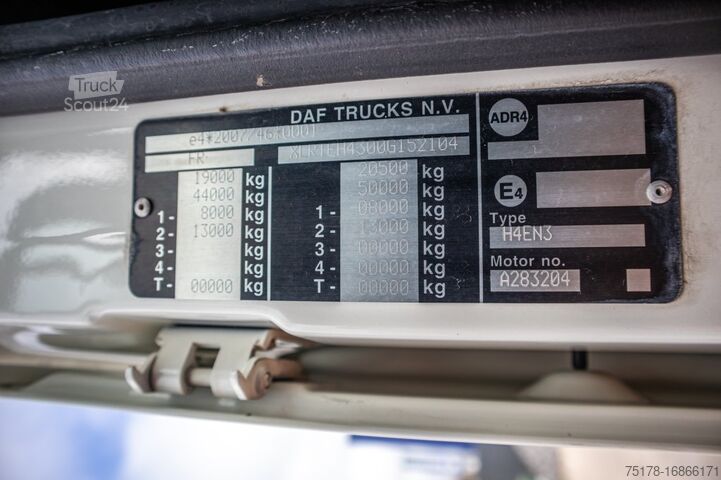 Truck
Scout24
DAF TRUCKS N.V.
e4*2007/46*0001
FR XLRTEH4300G152104
19000 kg 20500 kg
44000 kg 50000 kg
1- 8000 kg 1- 08000 kg
2- 13000 kg 2- 13000 kg
3- kg 3- 00000 kg
4- kg 4- 00000 kg
T- 00000 kg T- 00000 kg
ADR4
E4
Type
H4EN3
Motor no.
A283204
75178-16866171